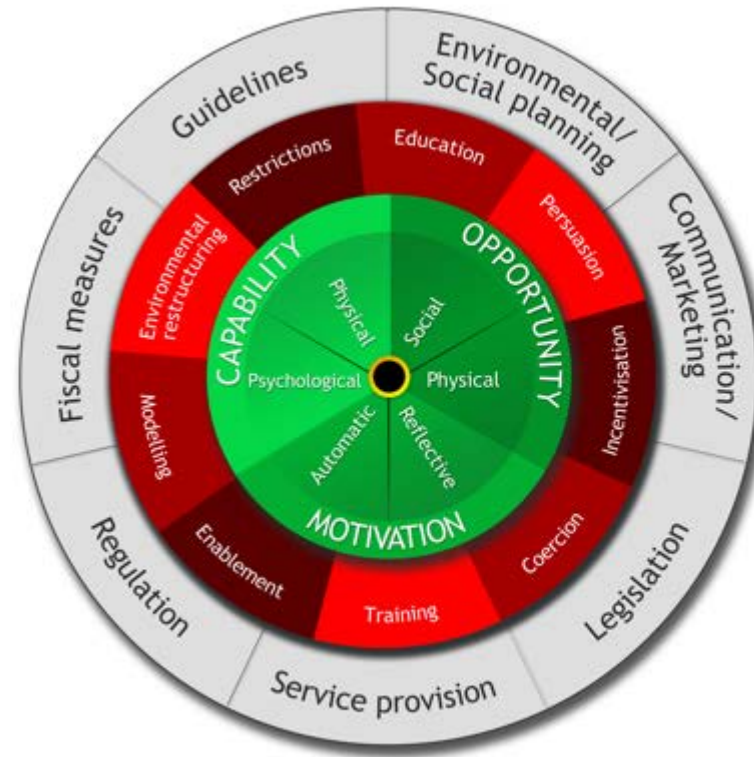 Guidelines
Environmental/
Social planning
Communication/
Marketing
Legislation
Service provision
Regulation
Fiscal measures
Restrictions
Education
Persuasion
Incentivisation
Coercion
Training
Enablement
Modelling
Environmental
restructuring
CAPABILITY
OPPORTUNITY
MOTIVATION
Physical
Social
Psychological
Physical
Automatic
Reflective